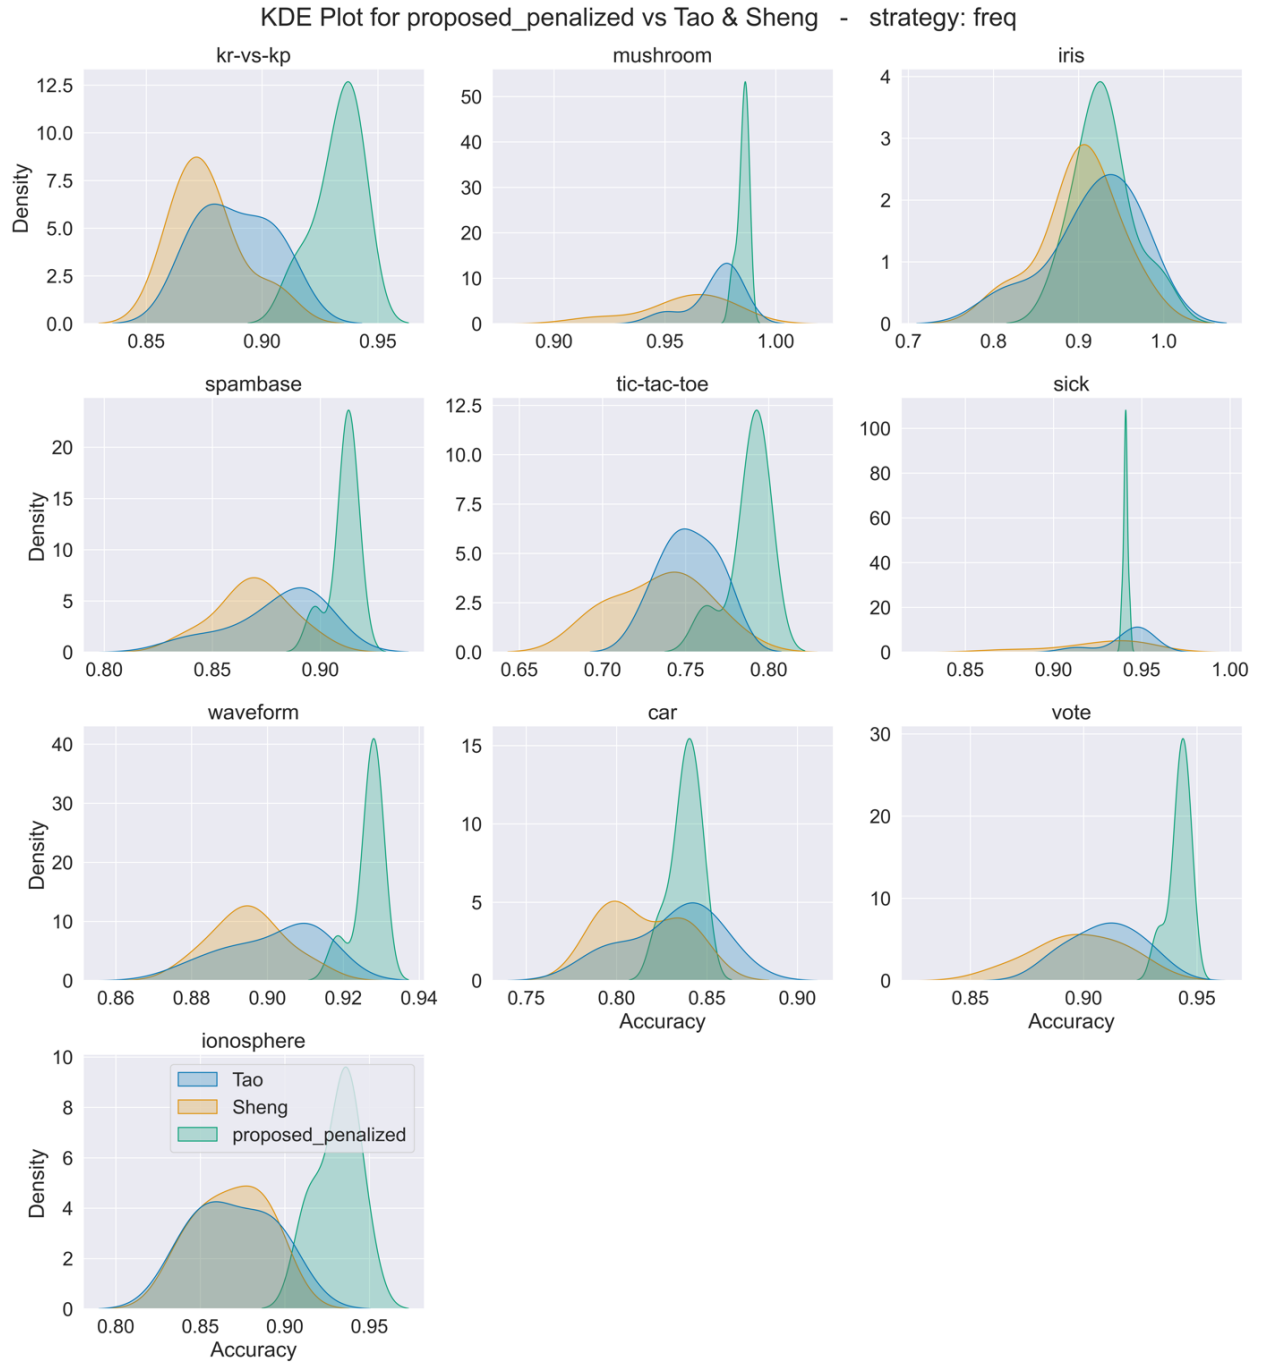 KDE Plot for proposed_penalized vs Tao & Sheng - strategy: freq
kr-vs-kp
mushroom
iris
12.5
10.0
7.5
5.0
2.5
0.0
Density
0.85 0.90 0.95
50
40
30
20
10
0
0.90 0.95 1.00
4
3
2
1
0
0.7 0.8 0.9 1.0
spambase
tic-tac-toe
sick
20
15
10
5
0
Density
0.80 0.85 0.90
12.5
10.0
7.5
5.0
2.5
0.0
0.65 0.70 0.75 0.80
100
80
60
40
20
0
0.85 0.90 0.95 1.00
waveform
car
vote
40
30
20
10
0
Density
0.86 0.88 0.90 0.92 0.94
15
10
5
0
0.75 0.80 0.85 0.90
Accuracy
30
20
10
0
0.85 0.90 0.95
Accuracy
ionosphere
10
8
6
4
2
0
Density
Tao
Sheng
proposed_penalized
0.80 0.85 0.90 0.95
Accuracy